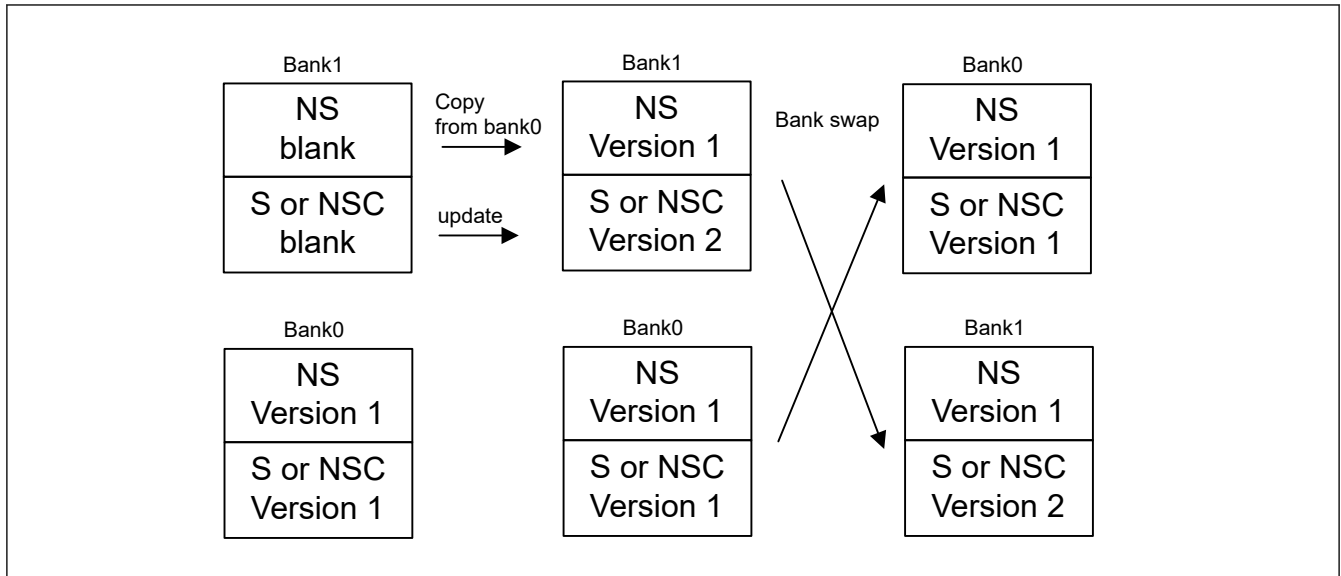 Bank1
NS
blank
S or NSC
blank
Copy
from bank0
update
Bank1
NS
Version 1
S or NSC
Version 2
Bank swap
Bank0
NS
Version 1
S or NSC
Version 1
Bank0
NS
Version 1
S or NSC
Version 1
Bank0
NS
Version 1
S or NSC
Version 1
Bank1
NS
Version 1
S or NSC
Version 2